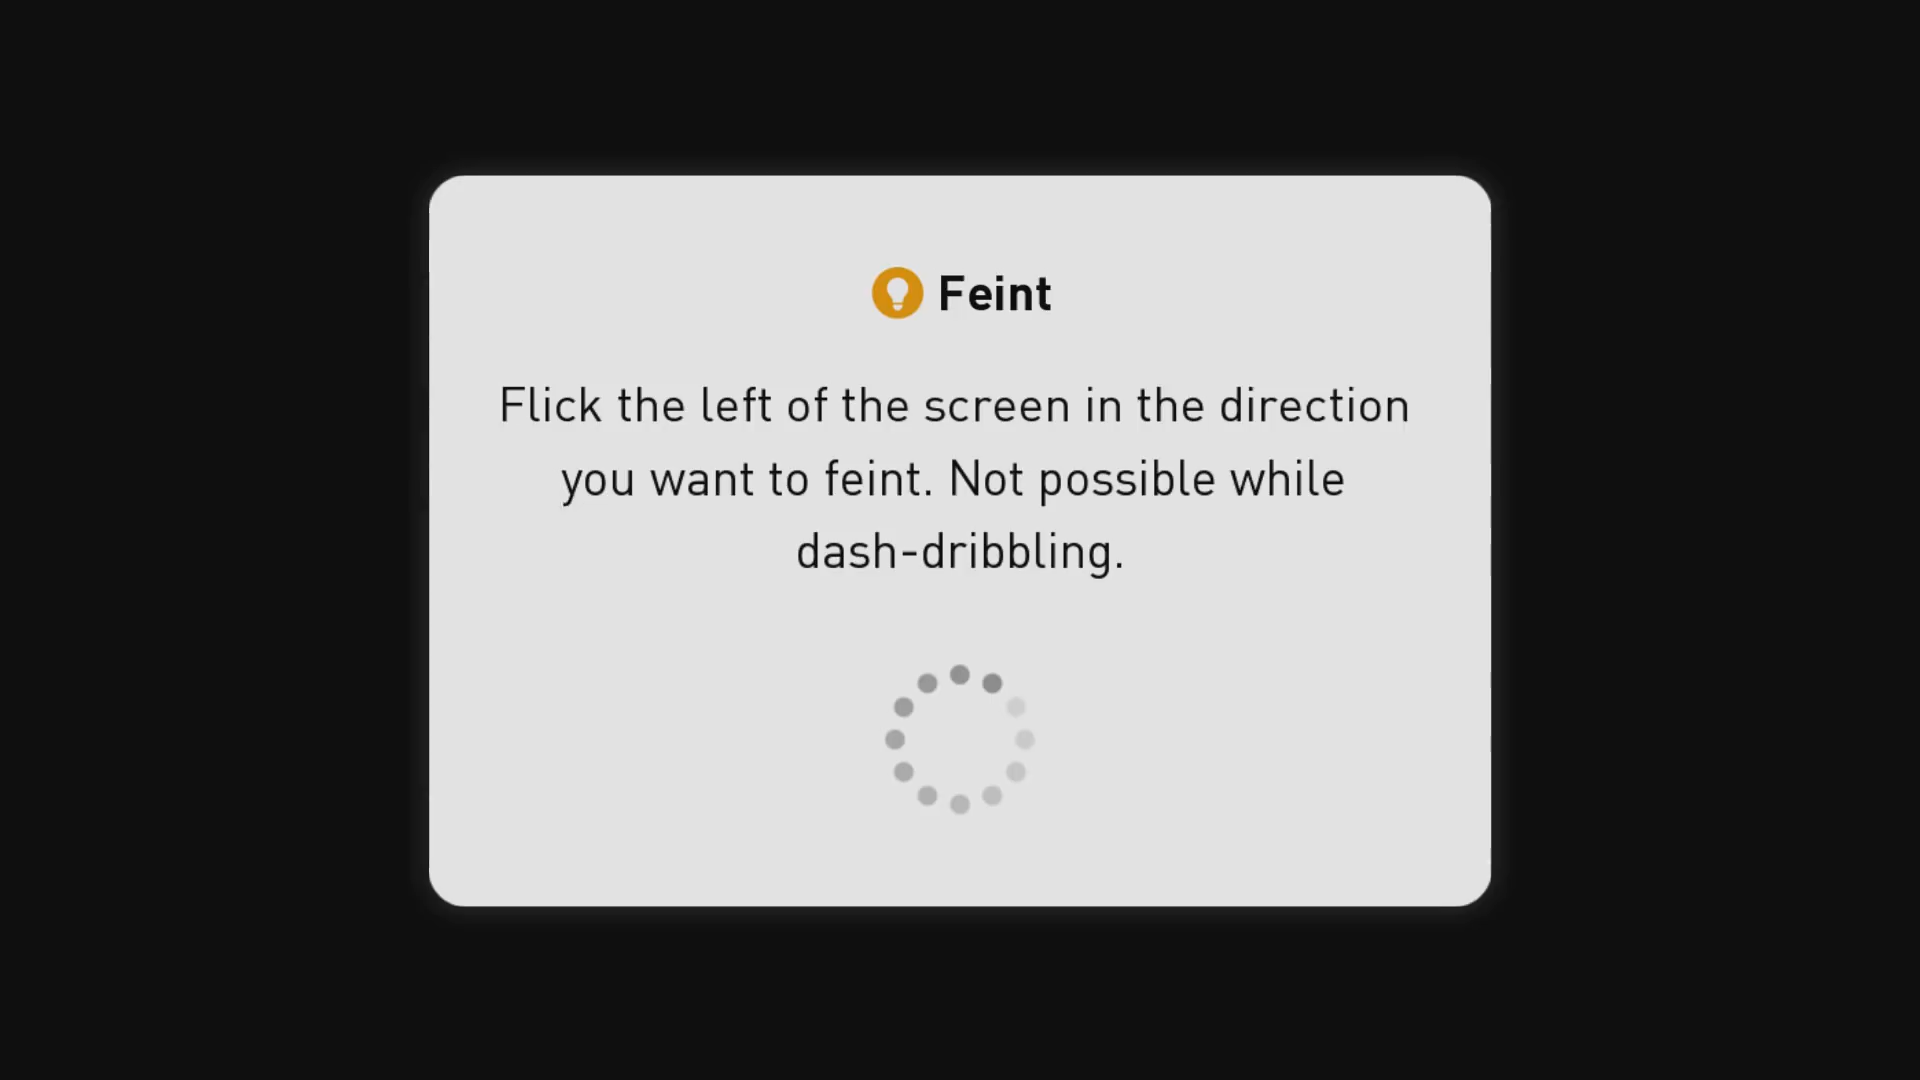 Feint
Flick the left of the screen in the direction
you want to feint. Not possible while
dash-dribbling.